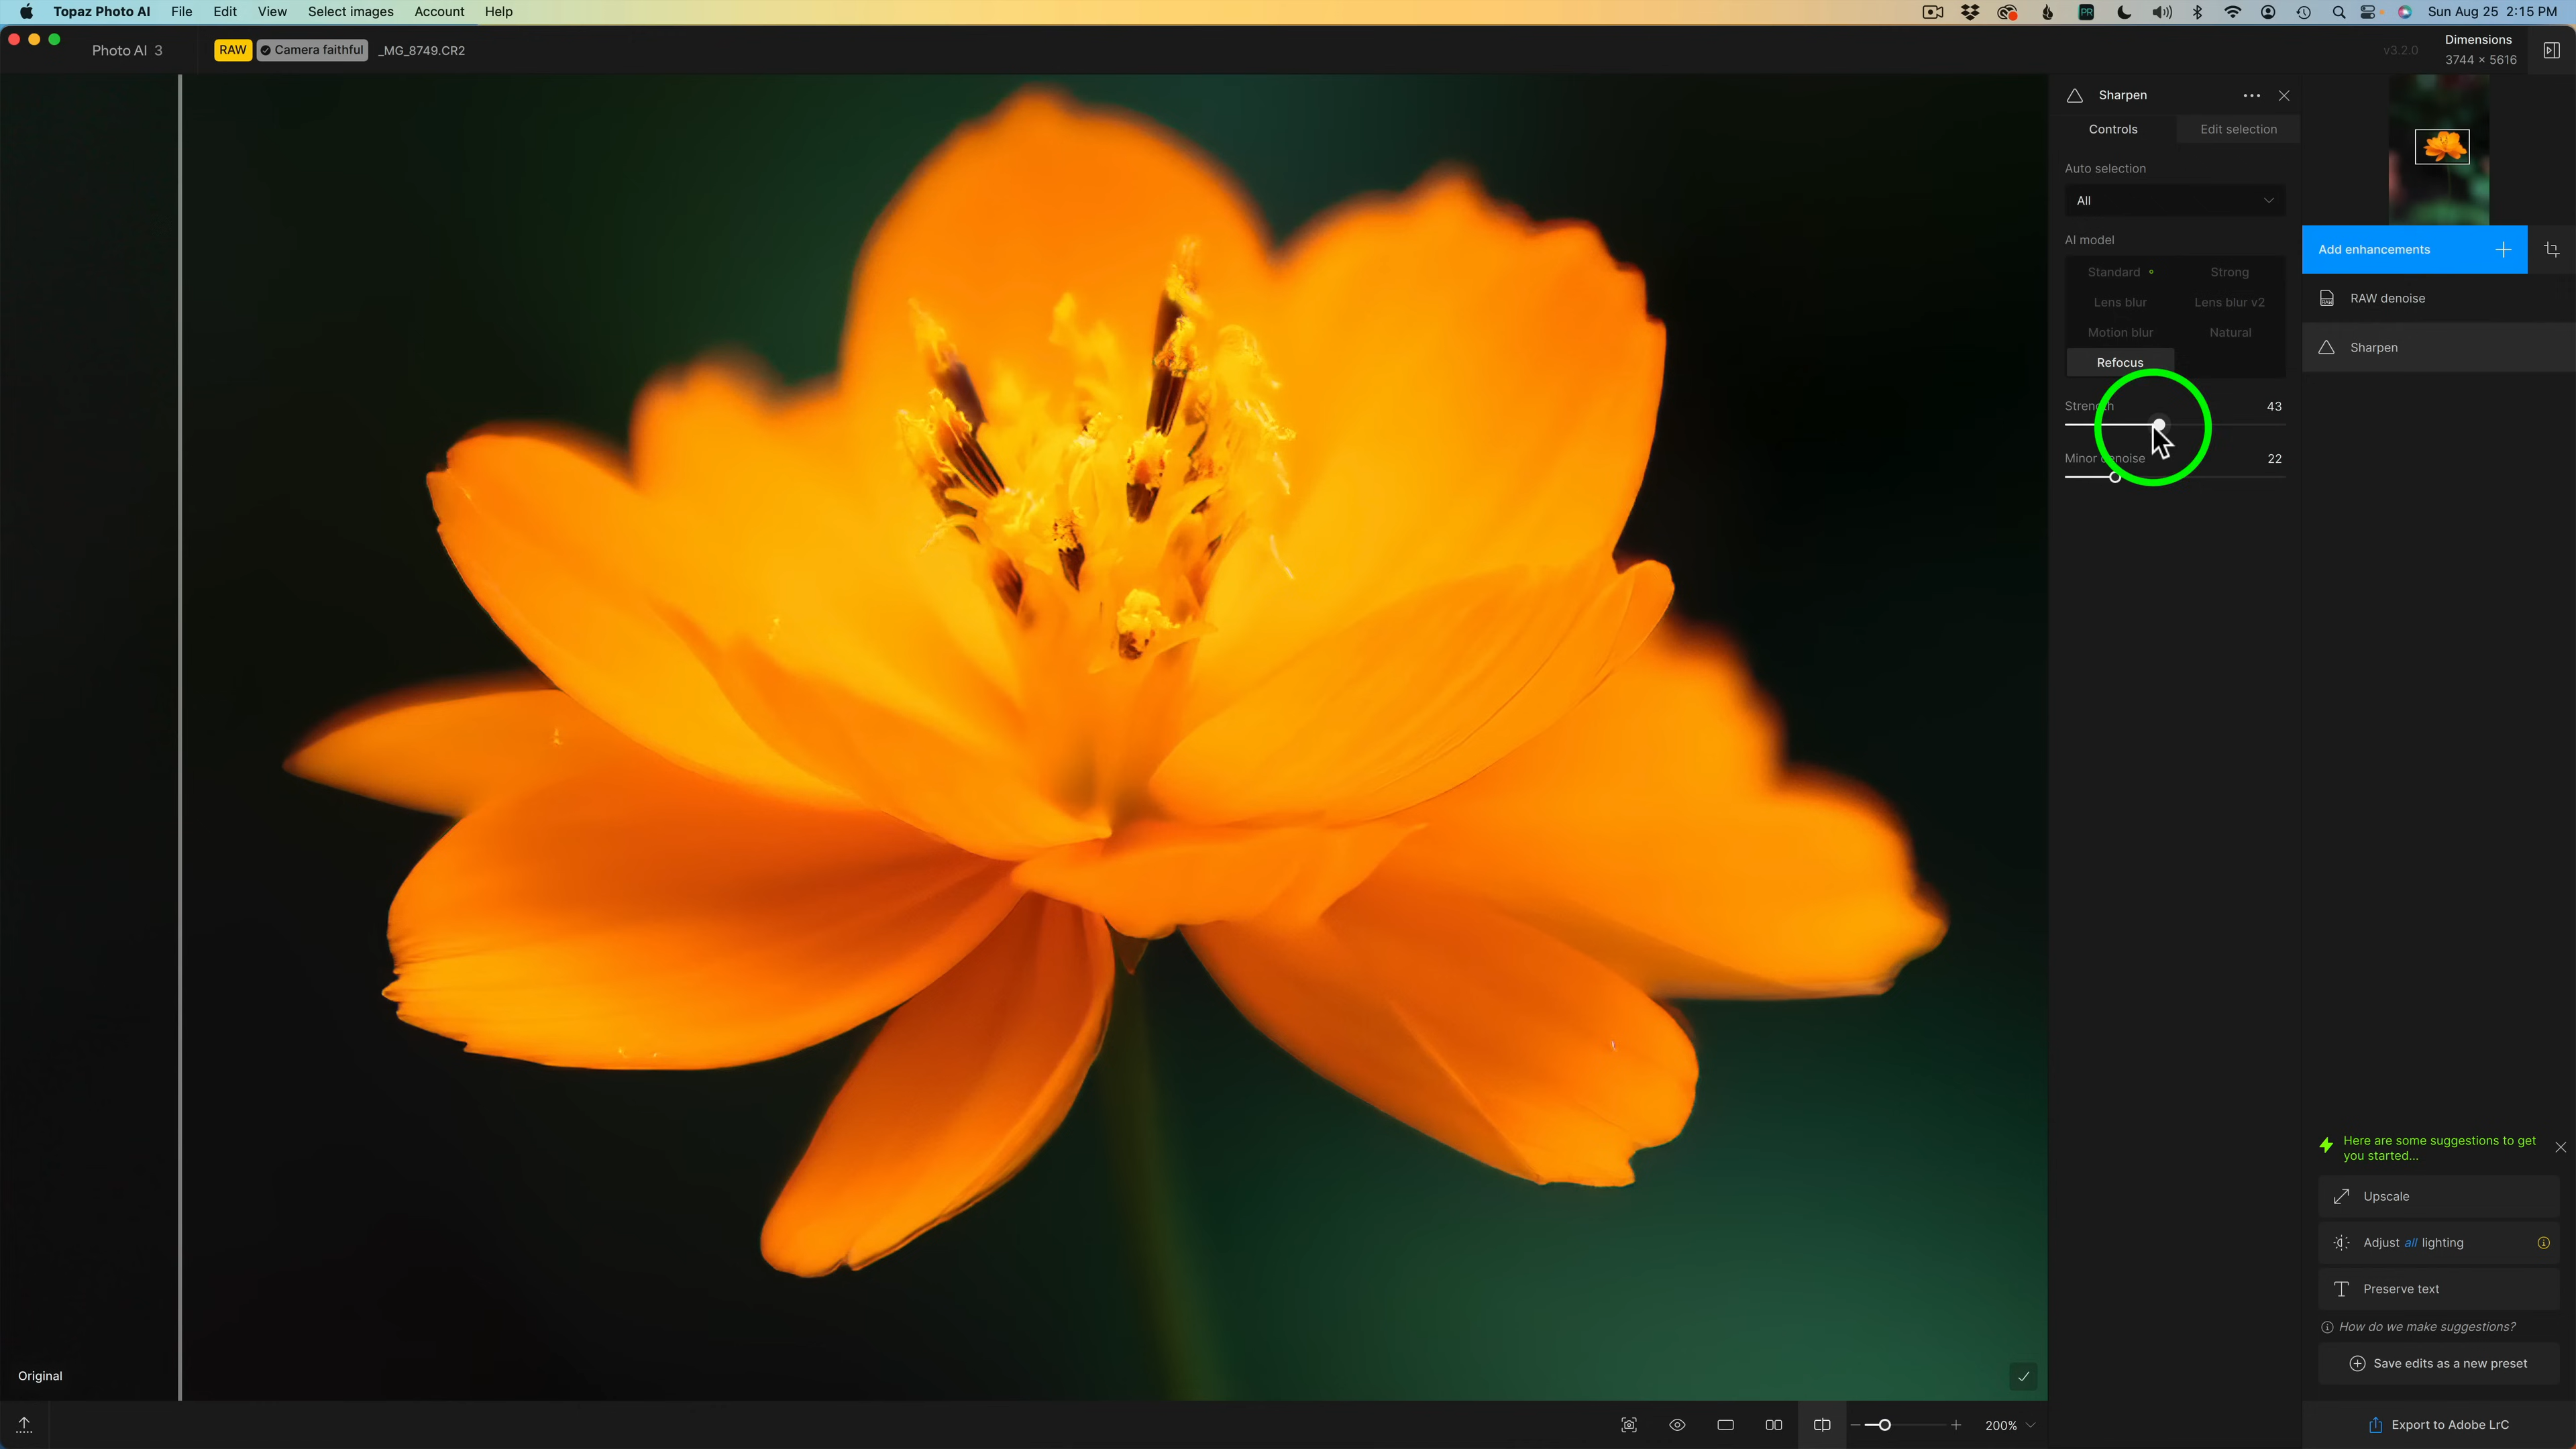 Topaz Photo AI File Edit View Select images Account Help
PR
Sun Aug 25 2:15 PM
Photo AI 3
RAW Camera faithful _MG_8749.CR2
v3.2.0
Dimensions
3744 × 5616
Sharpen
Controls Edit selection
Auto selection
All
AI model
Standard Strong
Lens blur Lens blur v2
Motion blur Natural
Refocus
Strength 43
Minor denoise 22
Add enhancements
RAW denoise
Sharpen
Here are some suggestions to get
you started...
Upscale
Adjust all lighting
Preserve text
How do we make suggestions?
Save edits as a new preset
Original
200%
Export to Adobe LrC